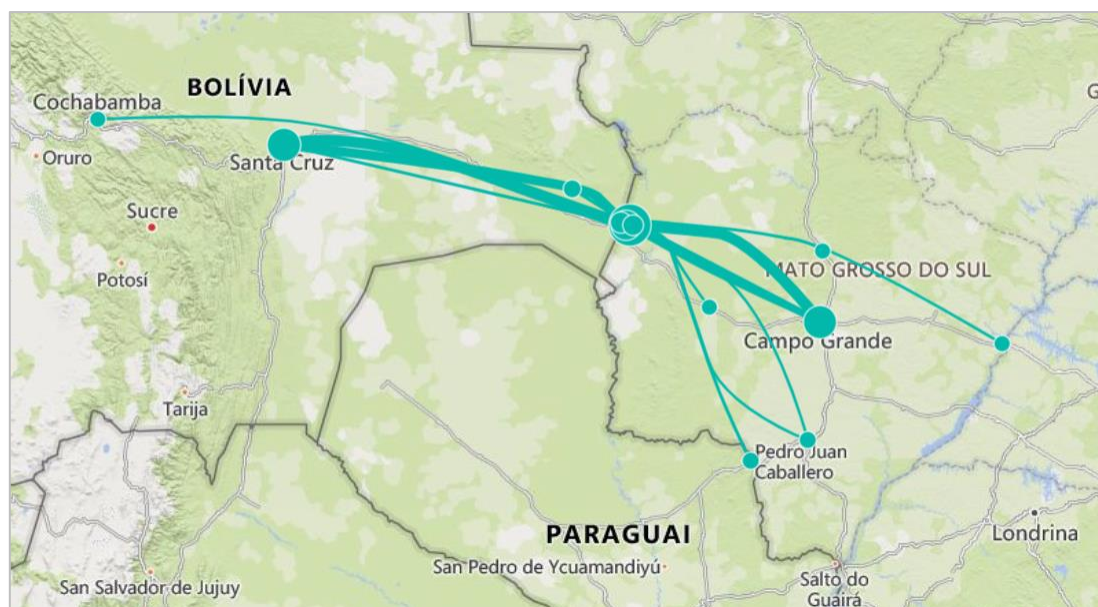 BOLÍVIA
Cochabamba
Oruro
Santa Cruz
Sucre
Potosí
MATO GROSSO DO SUL
Campo Grande
Tarija
Pedro Juan
Caballero
PARAGUAI
Londrina
San Pedro de Ycuamandiyú
Salto do
Guairá
San Salvador de Jujuy
G